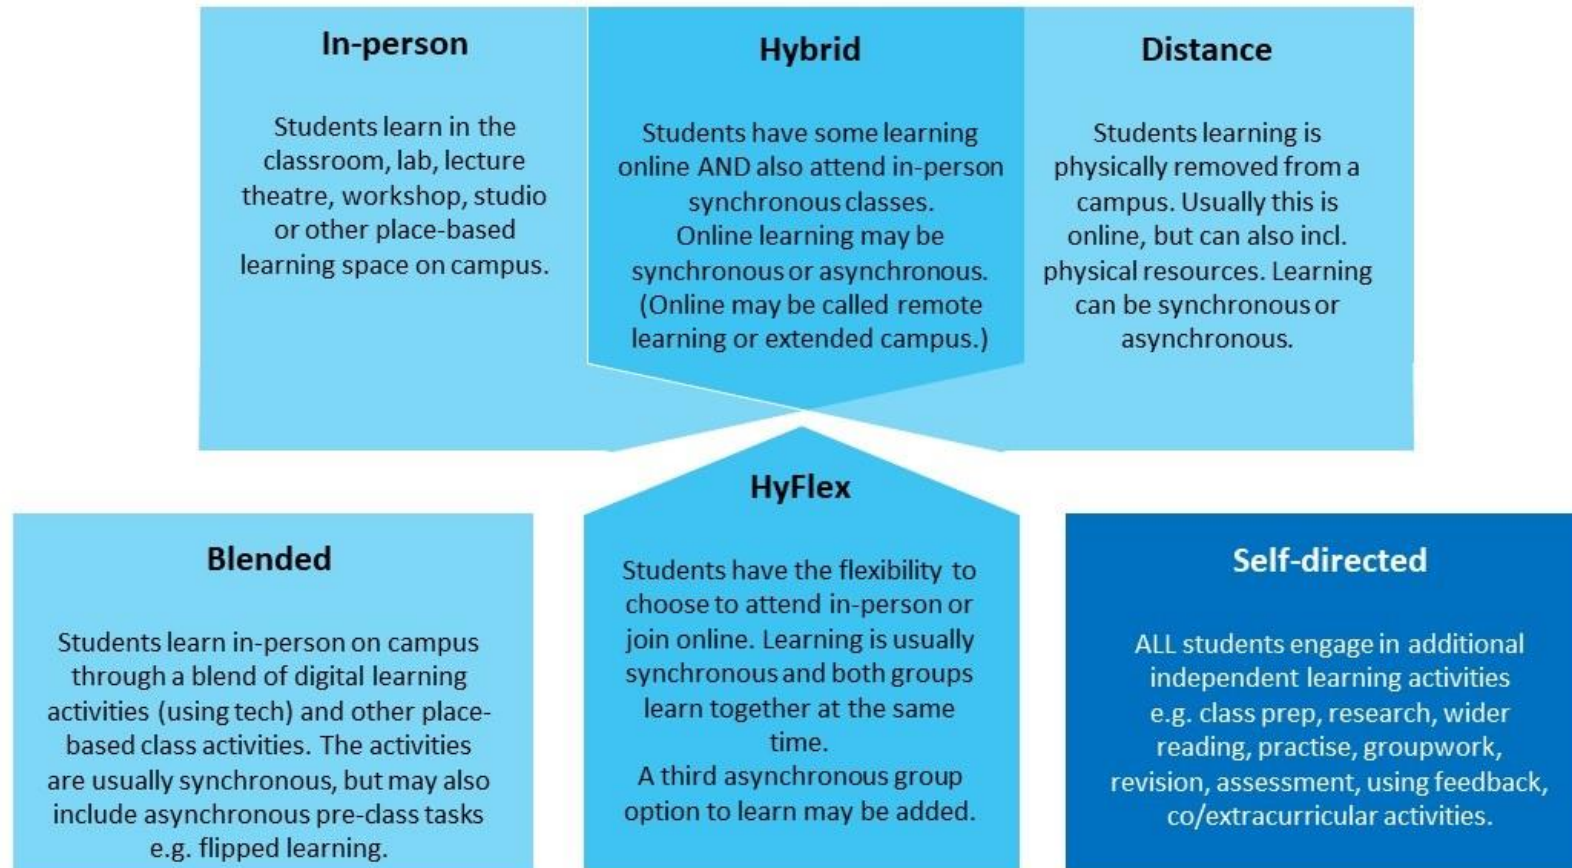 In-person
Students learn in the
classroom, lab, lecture
theatre, workshop, studio
or other place-based
learning space on campus.
Hybrid
Students have some learning
online AND also attend in-person
synchronous classes.
Online learning may be
synchronous or asynchronous.
(Online may be called remote
learning or extended campus.)
Distance
Students learning is
physically removed from a
campus. Usually this is
online, but can also incl.
physical resources. Learning
can be synchronous or
asynchronous.
Blended
Students learn in-person on campus
through a blend of digital learning
activities (using tech) and other place-
based class activities. The activities
are usually synchronous, but may also
include asynchronous pre-class tasks
e.g. flipped learning.
HyFlex
Students have the flexibility to
choose to attend in-person or
join online. Learning is usually
synchronous and both groups
learn together at the same
time.
A third asynchronous group
option to learn may be added.
Self-directed
ALL students engage in additional
independent learning activities
e.g. class prep, research, wider
reading, practise, groupwork,
revision, assessment, using feedback,
co/extracurricular activities.